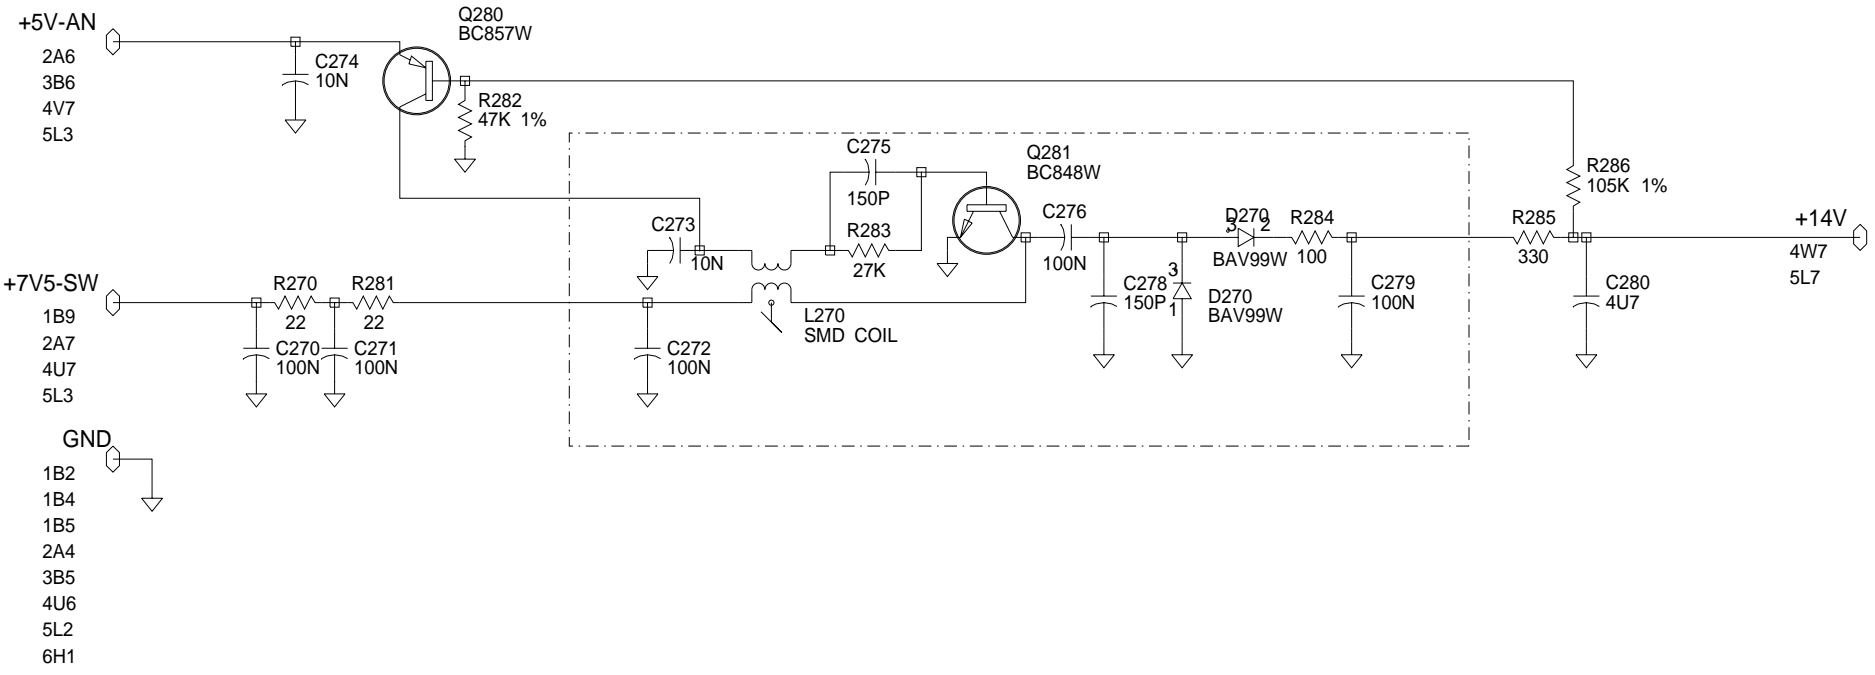 +5V-AN
2A6
3B6
4V7
5L3
C274
10N
Q280
BC857W
R282
47K 1%
C275
150P
R283
27K
Q281
BC848W
C273
10N
C276
100N
D270
3 2
BAV99W
R284
100
R285
330
R286
105K 1%
+14V
4W7
5L7
+7V5-SW
1B9
2A7
4U7
5L3
R270
22
R281
22
C270
100N
C271
100N
C272
100N
L270
SMD COIL
C278
150P
3
1
D270
BAV99W
C279
100N
C280
4U7
GND
1B2
1B4
1B5
2A4
3B5
4U6
5L2
6H1